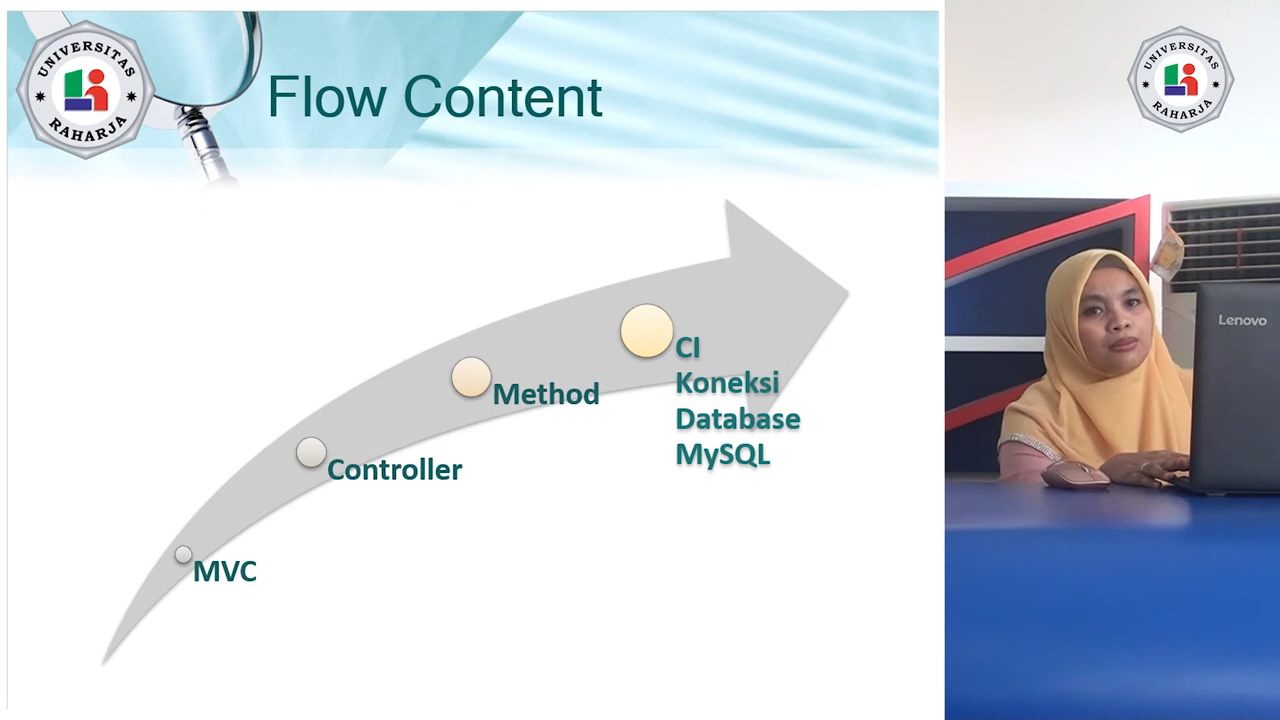 UNIVERSITAS
RAHARJA
Flow Content
UNIVERSITAS
RAHARJA
CI
Koneksi
Database
MySQL
Method
Controller
MVC
Lenovo